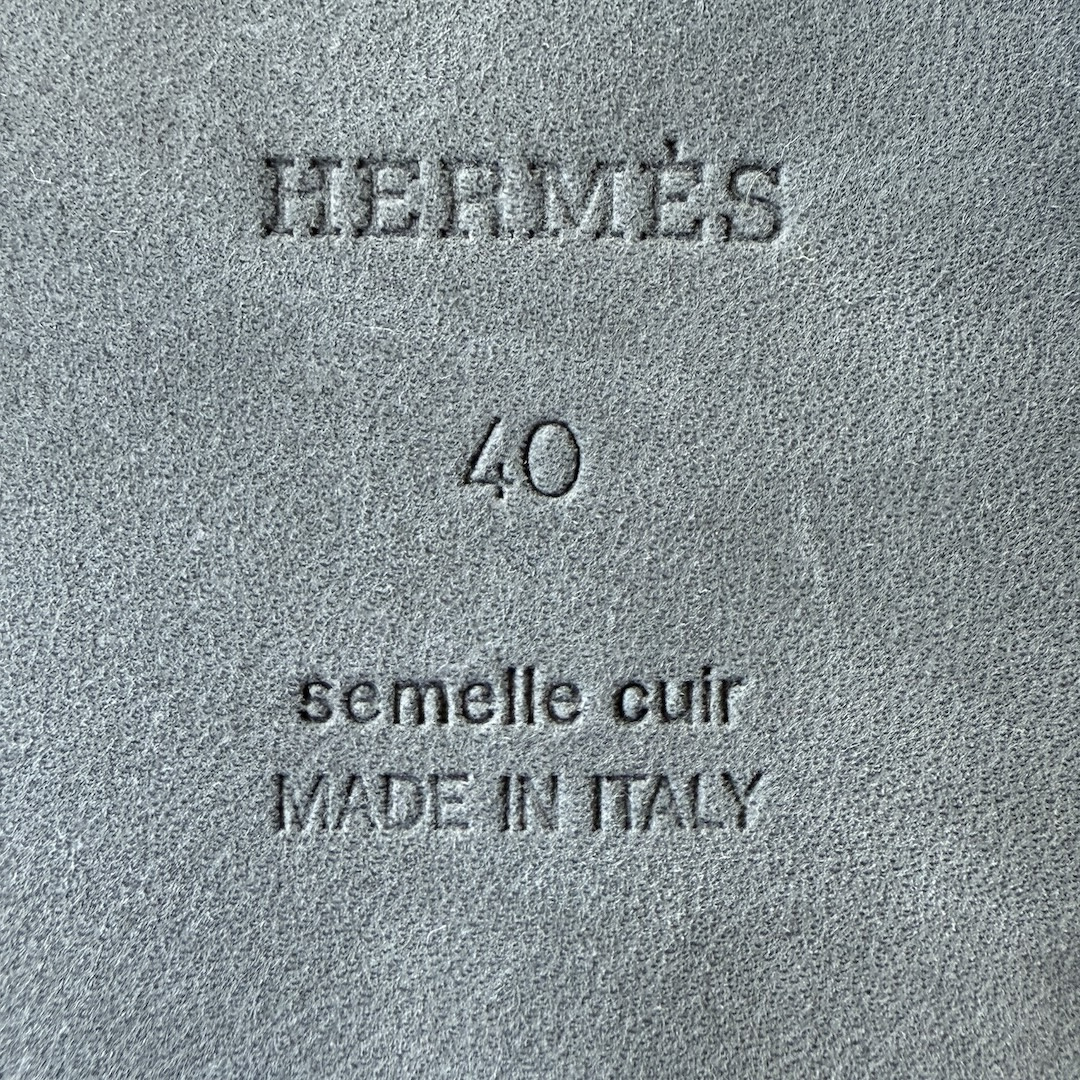 HERMÈS
40
semelle cuir
MADE IN ITALY